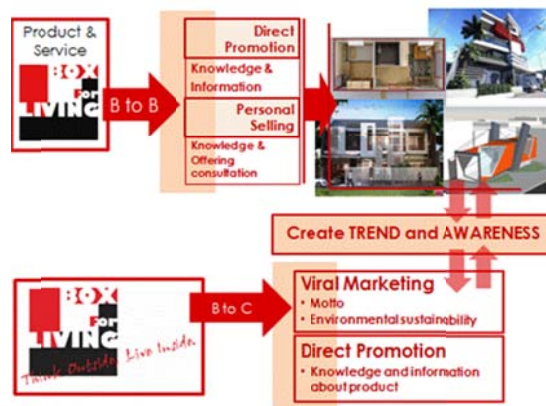 Product &
Service
BOX
For
LIVING
B to B
Direct
Promotion
Knowledge &
Information
Personal
Selling
Knowledge &
Offering
consultation
Create TREND and AWARENESS
BOX
For
LIVING
Think Outside, Live Inside.
B to C
Viral Marketing
• Motto
• Environmental sustainability
Direct Promotion
• Knowledge and information
about product